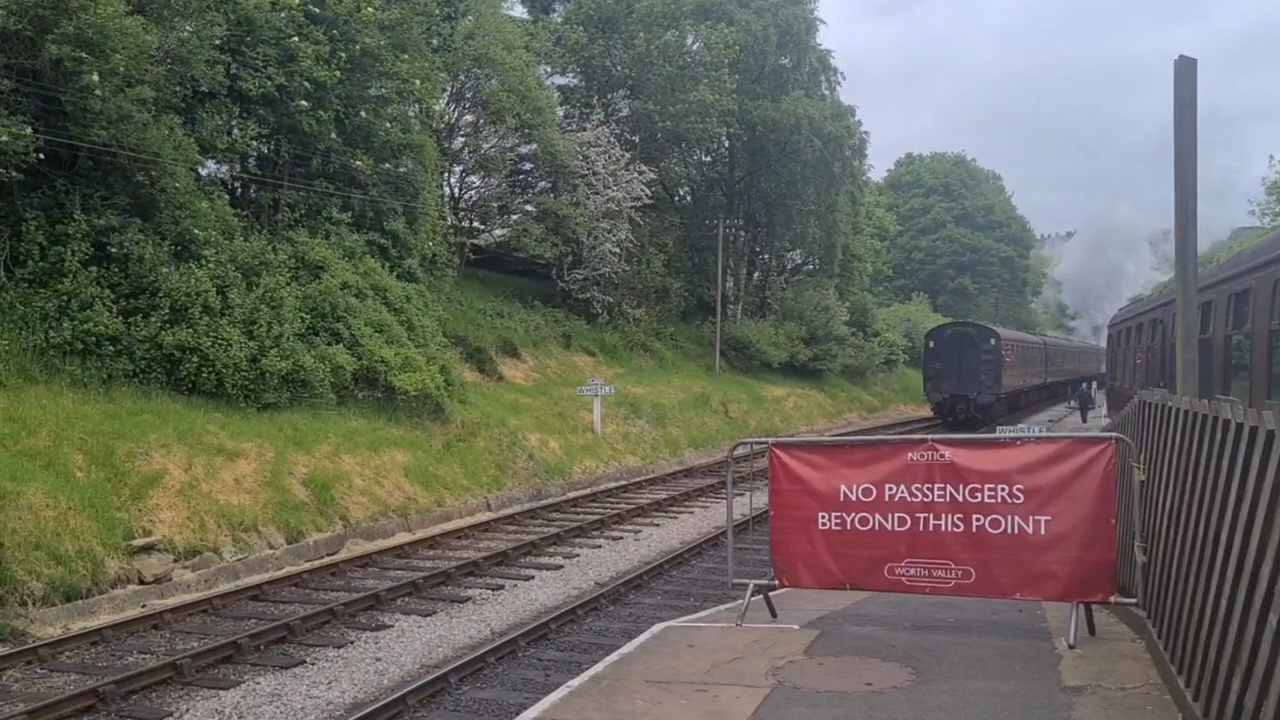 WHISTLE
WHISTLE
NOTICE
NO PASSENGERS
BEYOND THIS POINT
WORTH VALLEY